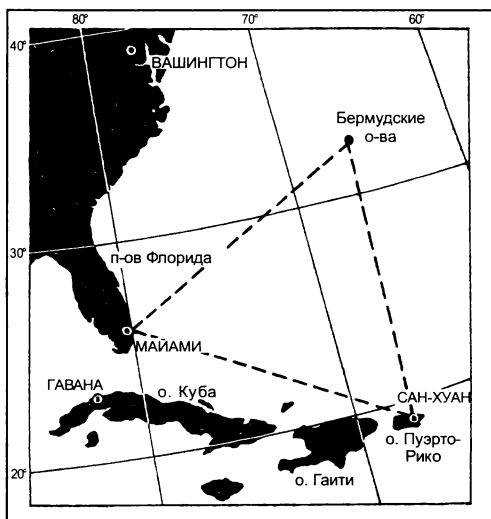 80°
70°
60°
40°
ВАШИНГТОН
Бермудские
о-ва
30°
п-ов Флорида
МАЙАМИ
ГАВАНА
о. Куба
САН-ХУАН
о. Пуэрто-
Рико
о. Гаити
20°